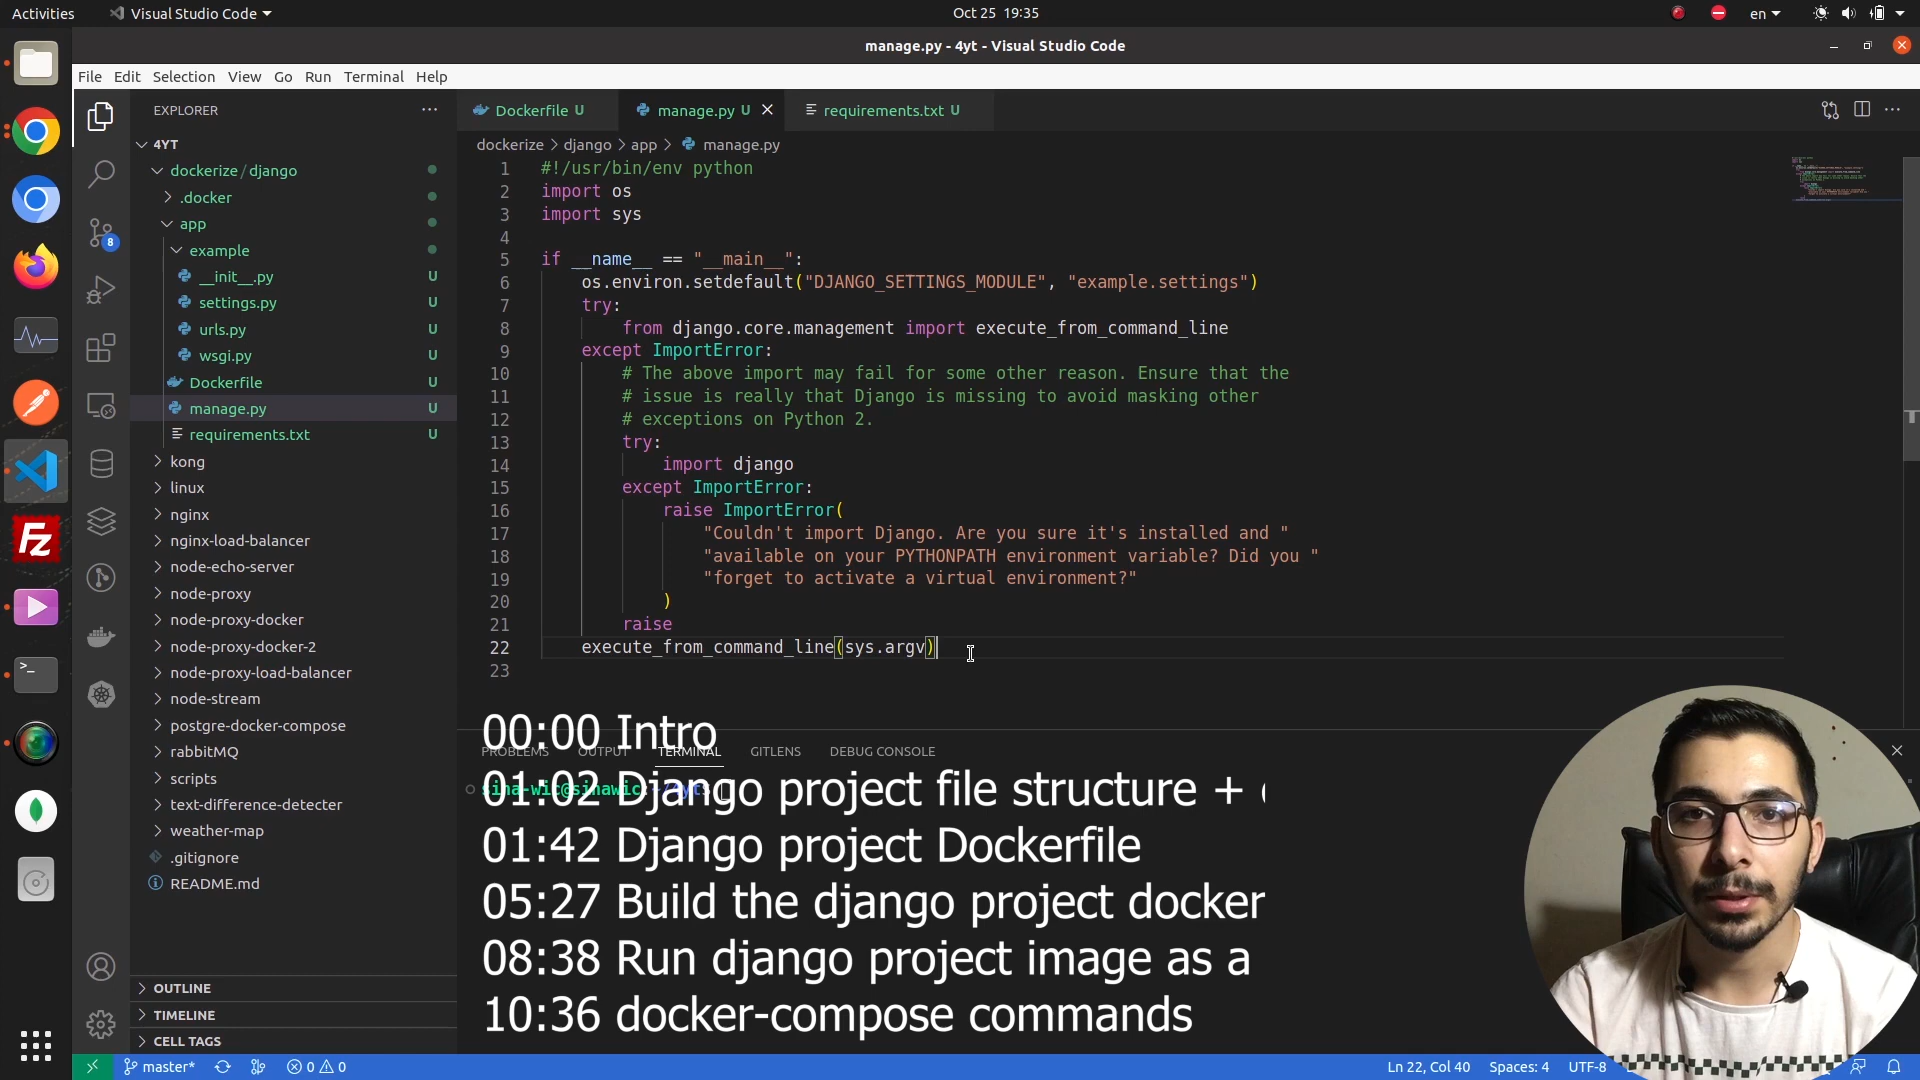 Activities
Visual Studio Code
Oct 25 19:35
en
manage.py - 4yt - Visual Studio Code
File Edit Selection View Go Run Terminal Help
EXPLORER
4YT
dockerize / django
.docker
app
example
__init__.py U
settings.py U
urls.py U
wsgi.py U
Dockerfile U
manage.py U
requirements.txt U
kong
linux
nginx
nginx-load-balancer
node-echo-server
node-proxy
node-proxy-docker
node-proxy-docker-2
node-proxy-load-balancer
node-stream
postgre-docker-compose
rabbitMQ
scripts
text-difference-detecter
weather-map
.gitignore
README.md
OUTLINE
TIMELINE
CELL TAGS
8
Fz
Dockerfile U
manage.py U
requirements.txt U
dockerize > django > app > manage.py
1 #!/usr/bin/env python
2 import os
3 import sys
4
5 if __name__ == "__main__":
6 os.environ.setdefault("DJANGO_SETTINGS_MODULE", "example.settings")
7 try:
8 from django.core.management import execute_from_command_line
9 except ImportError:
10 # The above import may fail for some other reason. Ensure that the
11 # issue is really that Django is missing to avoid masking other
12 # exceptions on Python 2.
13 try:
14 import django
15 except ImportError:
16 raise ImportError(
17 "Couldn't import Django. Are you sure it's installed and "
18 "available on your PYTHONPATH environment variable? Did you "
19 "forget to activate a virtual environment?"
20 )
21 raise
22 execute_from_command_line(sys.argv)
23
PROBLEMS OUTPUT TERMINAL GITLENS DEBUG CONSOLE
00:00 Intro
01:02 Django project file structure +
01:42 Django project Dockerfile
05:27 Build the django project docker
08:38 Run django project image as a
10:36 docker-compose commands
master*
0 0
Ln 22, Col 40
Spaces: 4
UTF-8